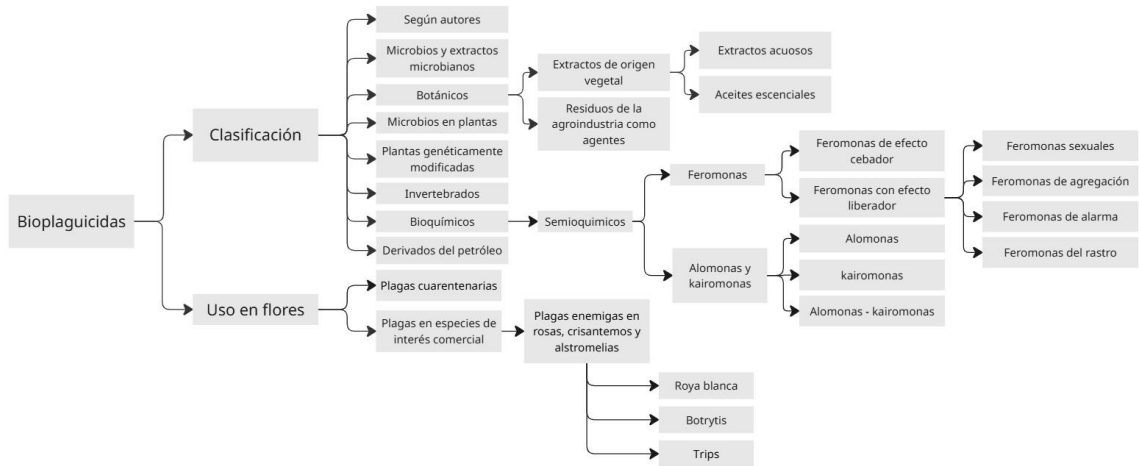 Bioplaguicidas
Clasificación
Según autores
Microbios y extractos
microbianos
Botánicos
Extractos de origen
vegetal
Extractos acuosos
Aceites escenciales
Residuos de la
agroindustria como
agentes
Microbios en plantas
Plantas genéticamente
modificadas
Invertebrados
Bioquímicos
Semioquimicos
Feromonas
Feromonas de efecto
cebador
Feromonas con efecto
liberador
Feromonas sexuales
Feromonas de agregación
Feromonas de alarma
Feromonas del rastro
Alomonas y
kairomonas
Alomonas
kairomonas
Alomonas - kairomonas
Derivados del petróleo
Uso en flores
Plagas cuarentenarias
Plagas en especies de
interés comercial
Plagas enemigas en
rosas, crisantemos y
alstromelias
Roya blanca
Botrytis
Trips